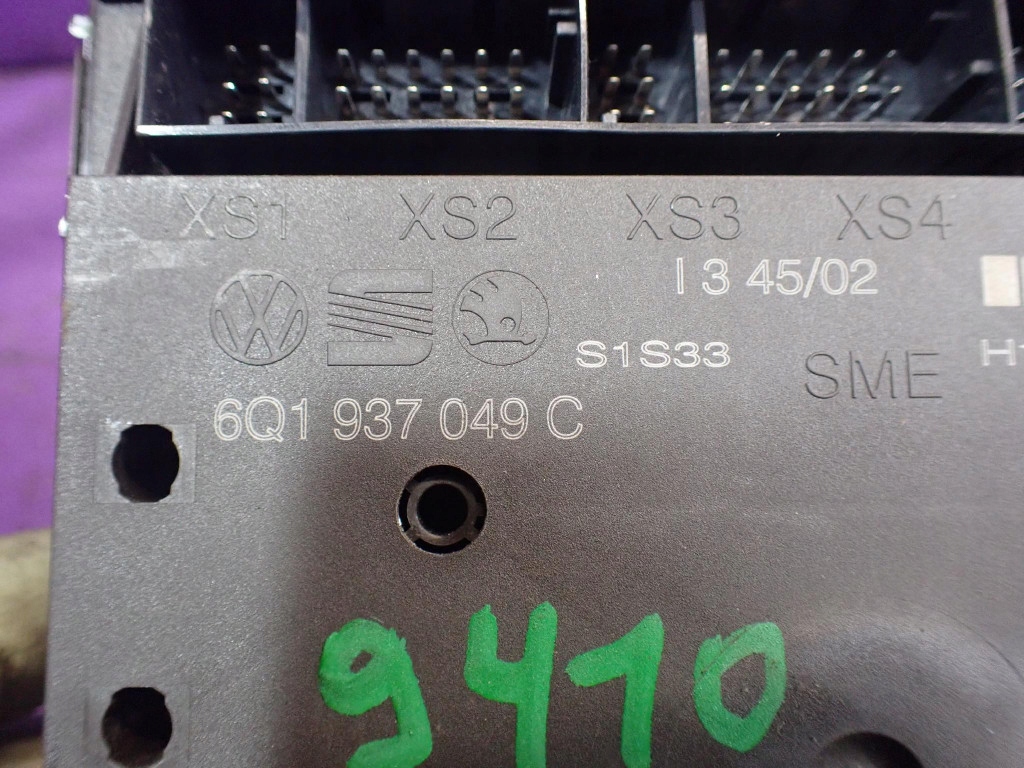 XS1 XS2 XS3 XS4
I 3 45/02
S1S33
SME
6Q1 937 049 C
9410